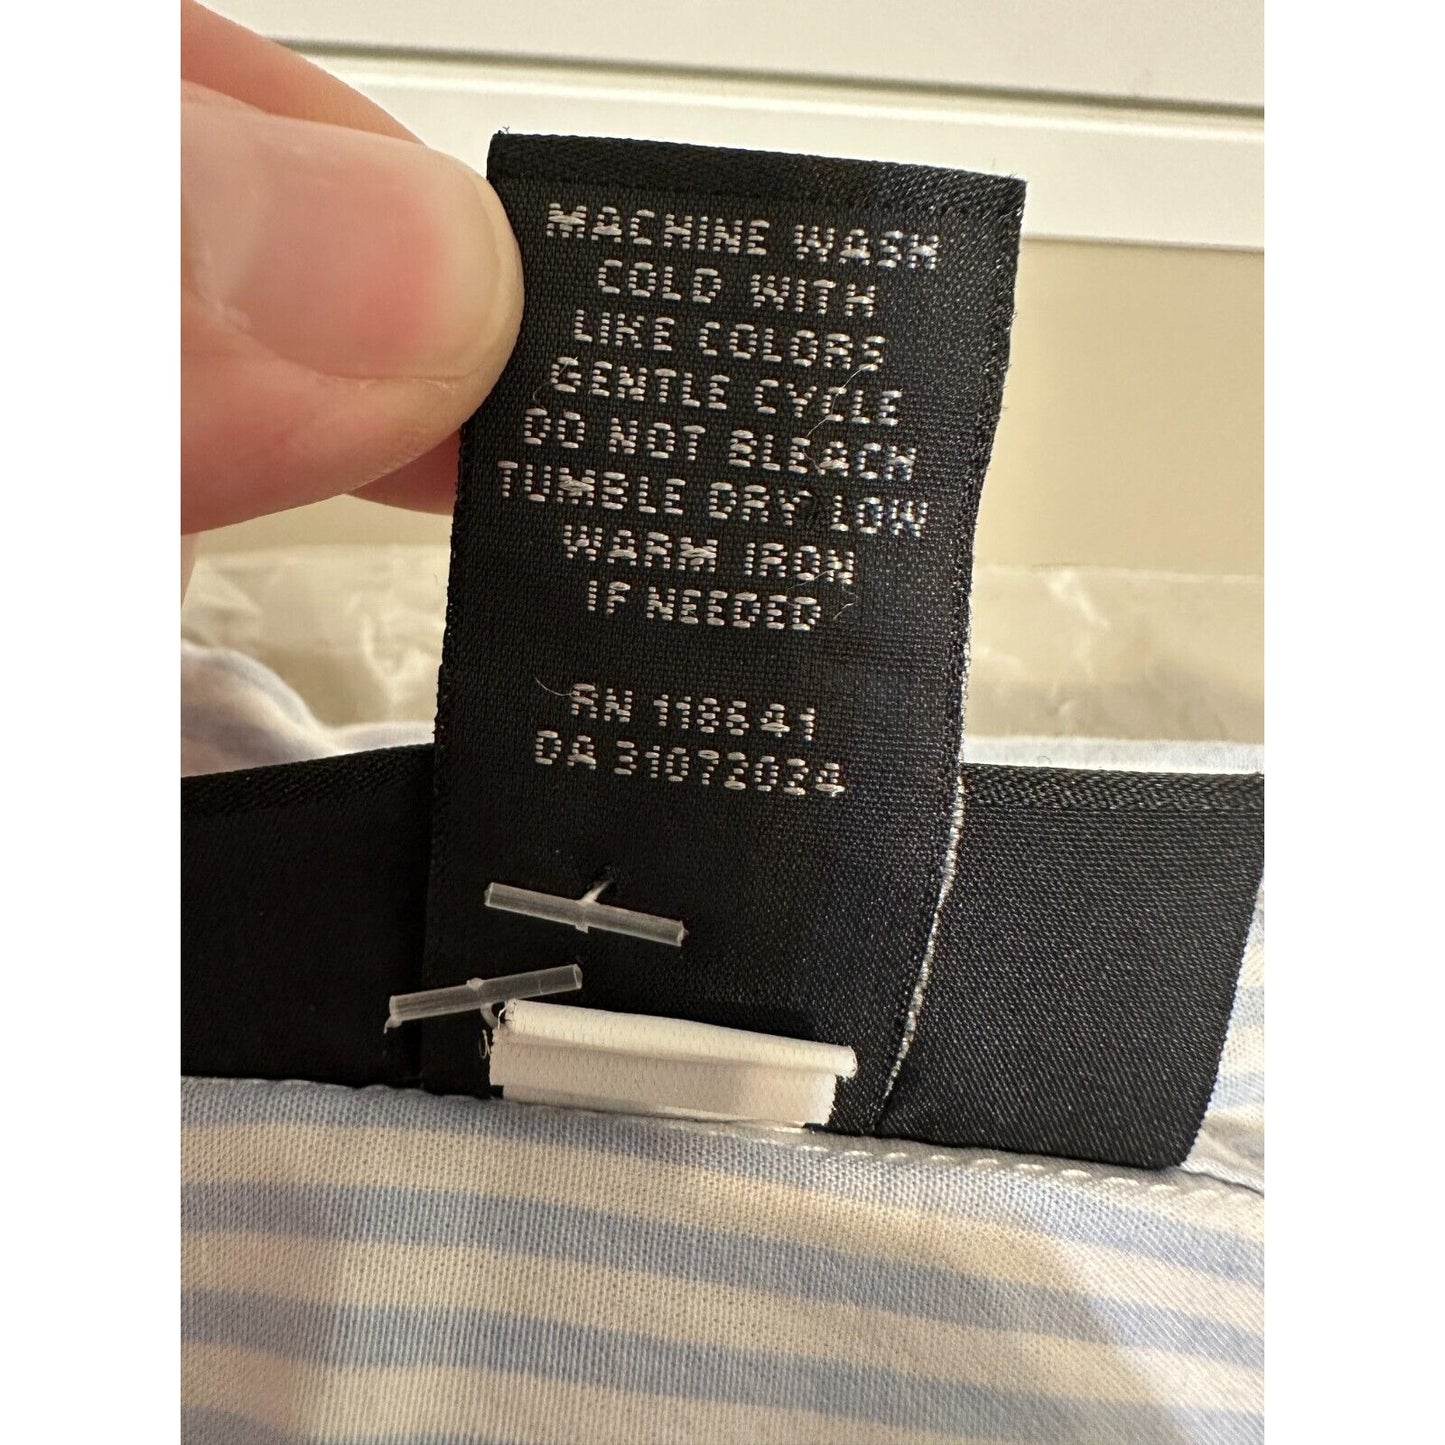 MACHINE WASH
COLD WITH
LIKE COLORS
GENTLE CYCLE
DO NOT BLEACH
TUMBLE DRY LOW
WARM IRON
IF NEEDED
RN 118641
DA 31072024